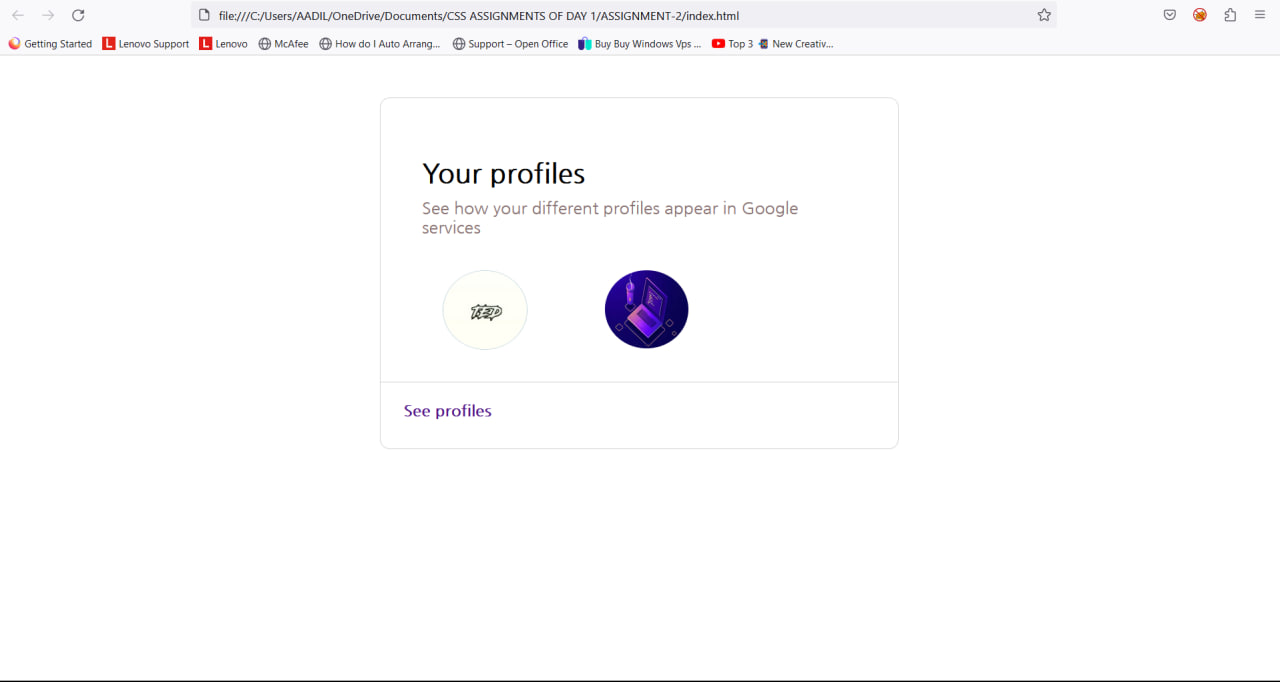 file:///C:/Users/AADIL/OneDrive/Documents/CSS ASSIGNMENTS OF DAY 1/ASSIGNMENT-2/index.html
Getting Started Lenovo Support Lenovo McAfee How do I Auto Arrang... Support – Open Office Buy Buy Windows Vps ... Top 3 New Creativ...
Your profiles
See how your different profiles appear in Google
services
See profiles